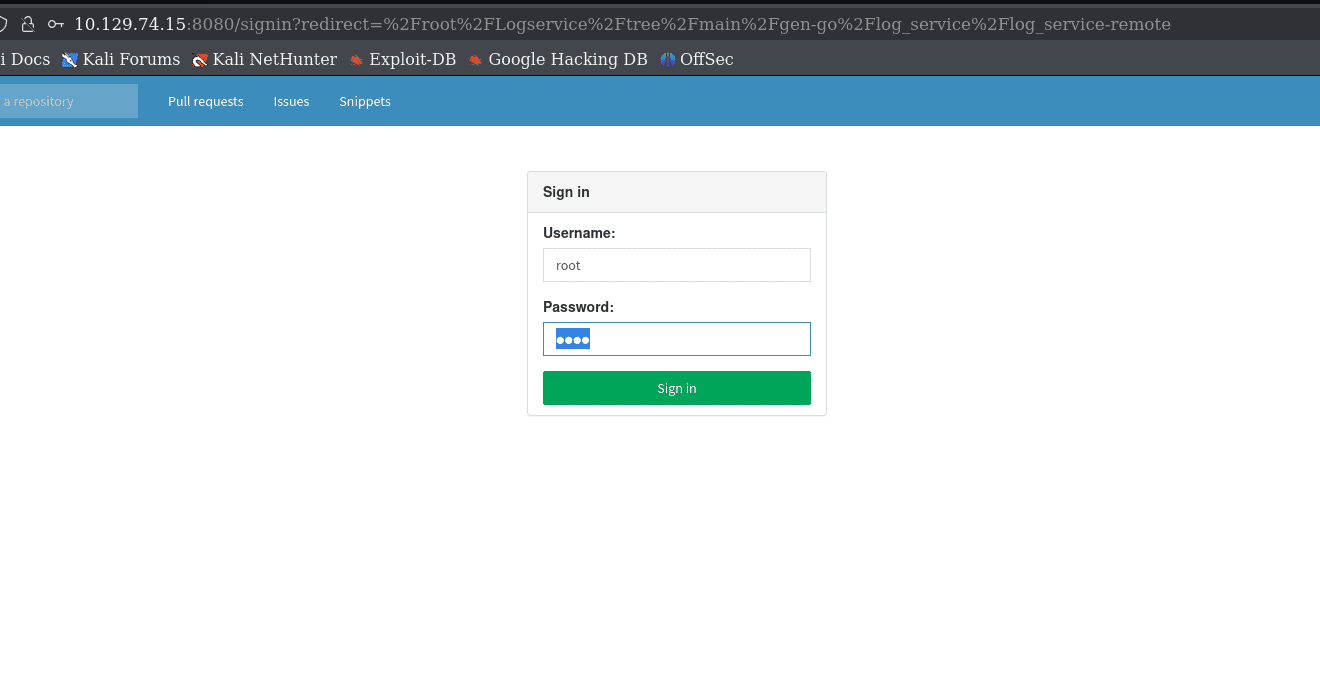 10.129.74.15:8080/signin?redirect=%2Froot%2FLogservice%2Ftree%2Fmain%2Fgen-go%2Flog_service%2Flog_service-remote
i Docs Kali Forums Kali NetHunter Exploit-DB Google Hacking DB OffSec
a repository Pull requests Issues Snippets
Sign in
Username:
root
Password:
••••
Sign in